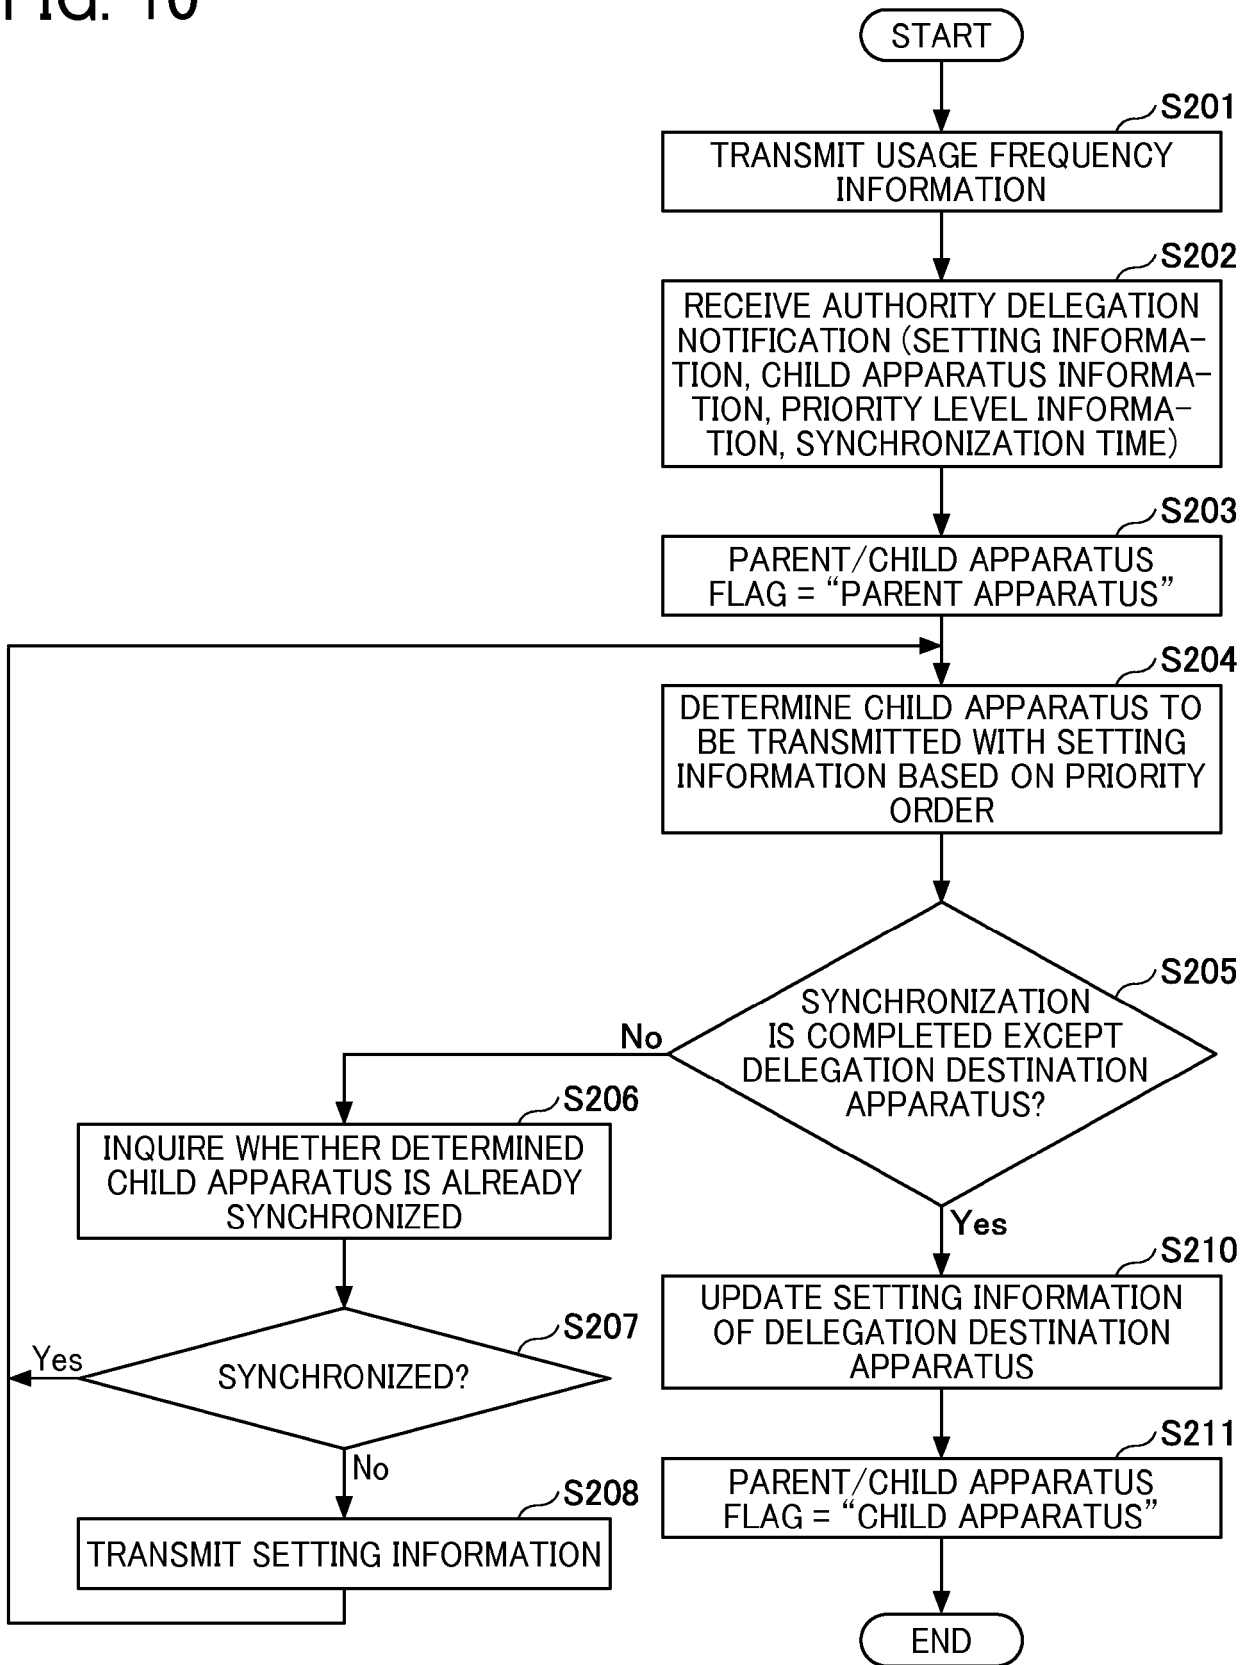 FIG. 10
START
S201
TRANSMIT USAGE FREQUENCY
INFORMATION
S202
RECEIVE AUTHORITY DELEGATION
NOTIFICATION (SETTING INFORMA-
TION, CHILD APPARATUS INFORMA-
TION, PRIORITY LEVEL INFORMA-
TION, SYNCHRONIZATION TIME)
S203
PARENT/CHILD APPARATUS
FLAG = “PARENT APPARATUS”
S204
DETERMINE CHILD APPARATUS TO
BE TRANSMITTED WITH SETTING
INFORMATION BASED ON PRIORITY
ORDER
S205
SYNCHRONIZATION
IS COMPLETED EXCEPT
DELEGATION DESTINATION
APPARATUS?
No
S206
INQUIRE WHETHER DETERMINED
CHILD APPARATUS IS ALREADY
SYNCHRONIZED
S207
SYNCHRONIZED?
Yes
No
S208
TRANSMIT SETTING INFORMATION
Yes
S210
UPDATE SETTING INFORMATION
OF DELEGATION DESTINATION
APPARATUS
S211
PARENT/CHILD APPARATUS
FLAG = “CHILD APPARATUS”
END